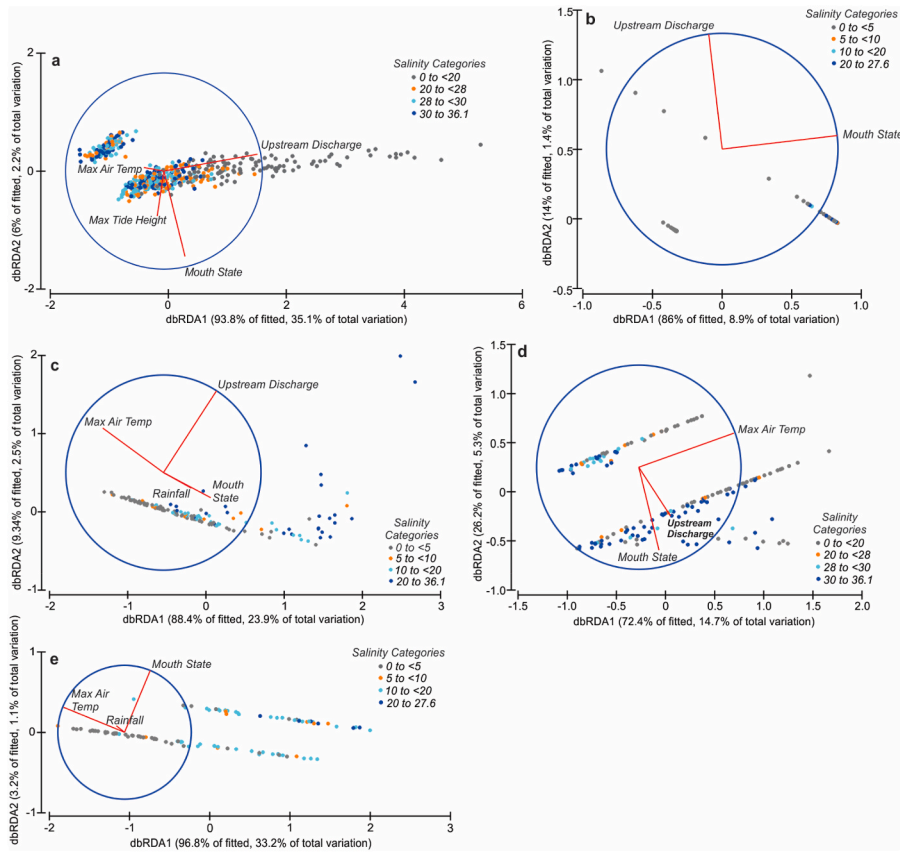 a
Salinity Categories
0 to <20
20 to <28
28 to <30
30 to 36.1
Upstream Discharge
Max Air Temp
Max Tide Height
Mouth State
2
0
-2
-2
0
2
4
6
dbRDA2 (6% of fitted, 2.2% of total variation)
dbRDA1 (93.8% of fitted, 35.1% of total variation)
b
Salinity Categories
0 to <5
5 to <10
10 to <20
20 to 27.6
Upstream Discharge
Mouth State
1.5
1.0
0.5
0
-0.5
-1.0
-0.5
0
0.5
1.0
dbRDA2 (14% of fitted, 1.4% of total variation)
dbRDA1 (86% of fitted, 8.9% of total variation)
c
Upstream Discharge
Max Air Temp
Rainfall
Mouth
State
Salinity
Categories
0 to <5
5 to <10
10 to <20
20 to 36.1
2
1
0
-1
-2
-1
0
1
2
3
dbRDA2 (9.34% of fitted, 2.5% of total variation)
dbRDA1 (88.4% of fitted, 23.9% of total variation)
d
Max Air Temp
Upstream
Discharge
Mouth State
Salinity
Categories
0 to <20
20 to <28
28 to <30
30 to 36.1
1.5
1.0
0.5
0
-0.5
-1.0
-1.5
-1.0
-0.5
0.0
0.5
1.0
1.5
2.0
dbRDA2 (26.2% of fitted, 5.3% of total variation)
dbRDA1 (72.4% of fitted, 14.7% of total variation)
e
Mouth State
Max Air
Temp
Rainfall
Salinity Categories
0 to <5
5 to <10
10 to <20
20 to 27.6
1
0
-1
-2
-1
0
1
2
3
dbRDA2 (3.2% of fitted, 1.1% of total variation)
dbRDA1 (96.8% of fitted, 33.2% of total variation)